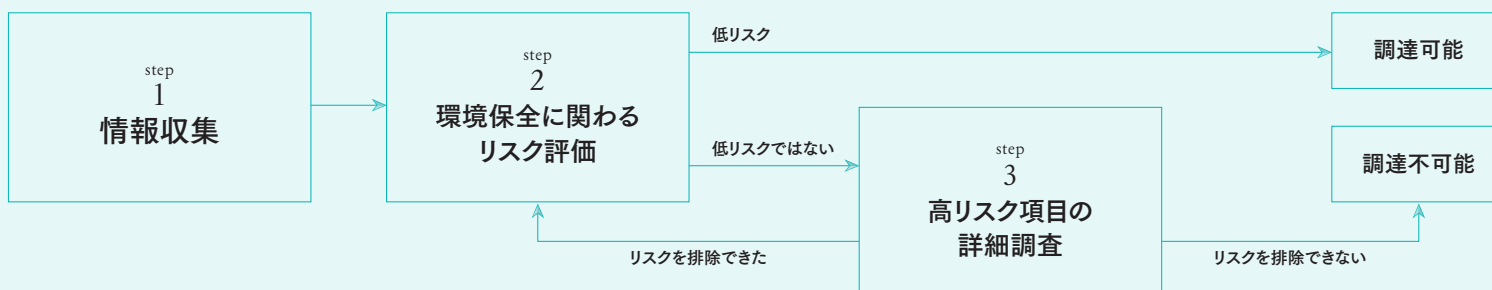 step
1
情報収集
step
2
環境保全に関わる
リスク評価
低リスク
調達可能
低リスクではない
step
3
高リスク項目の
詳細調査
調達不可能
リスクを排除できた
リスクを排除できない